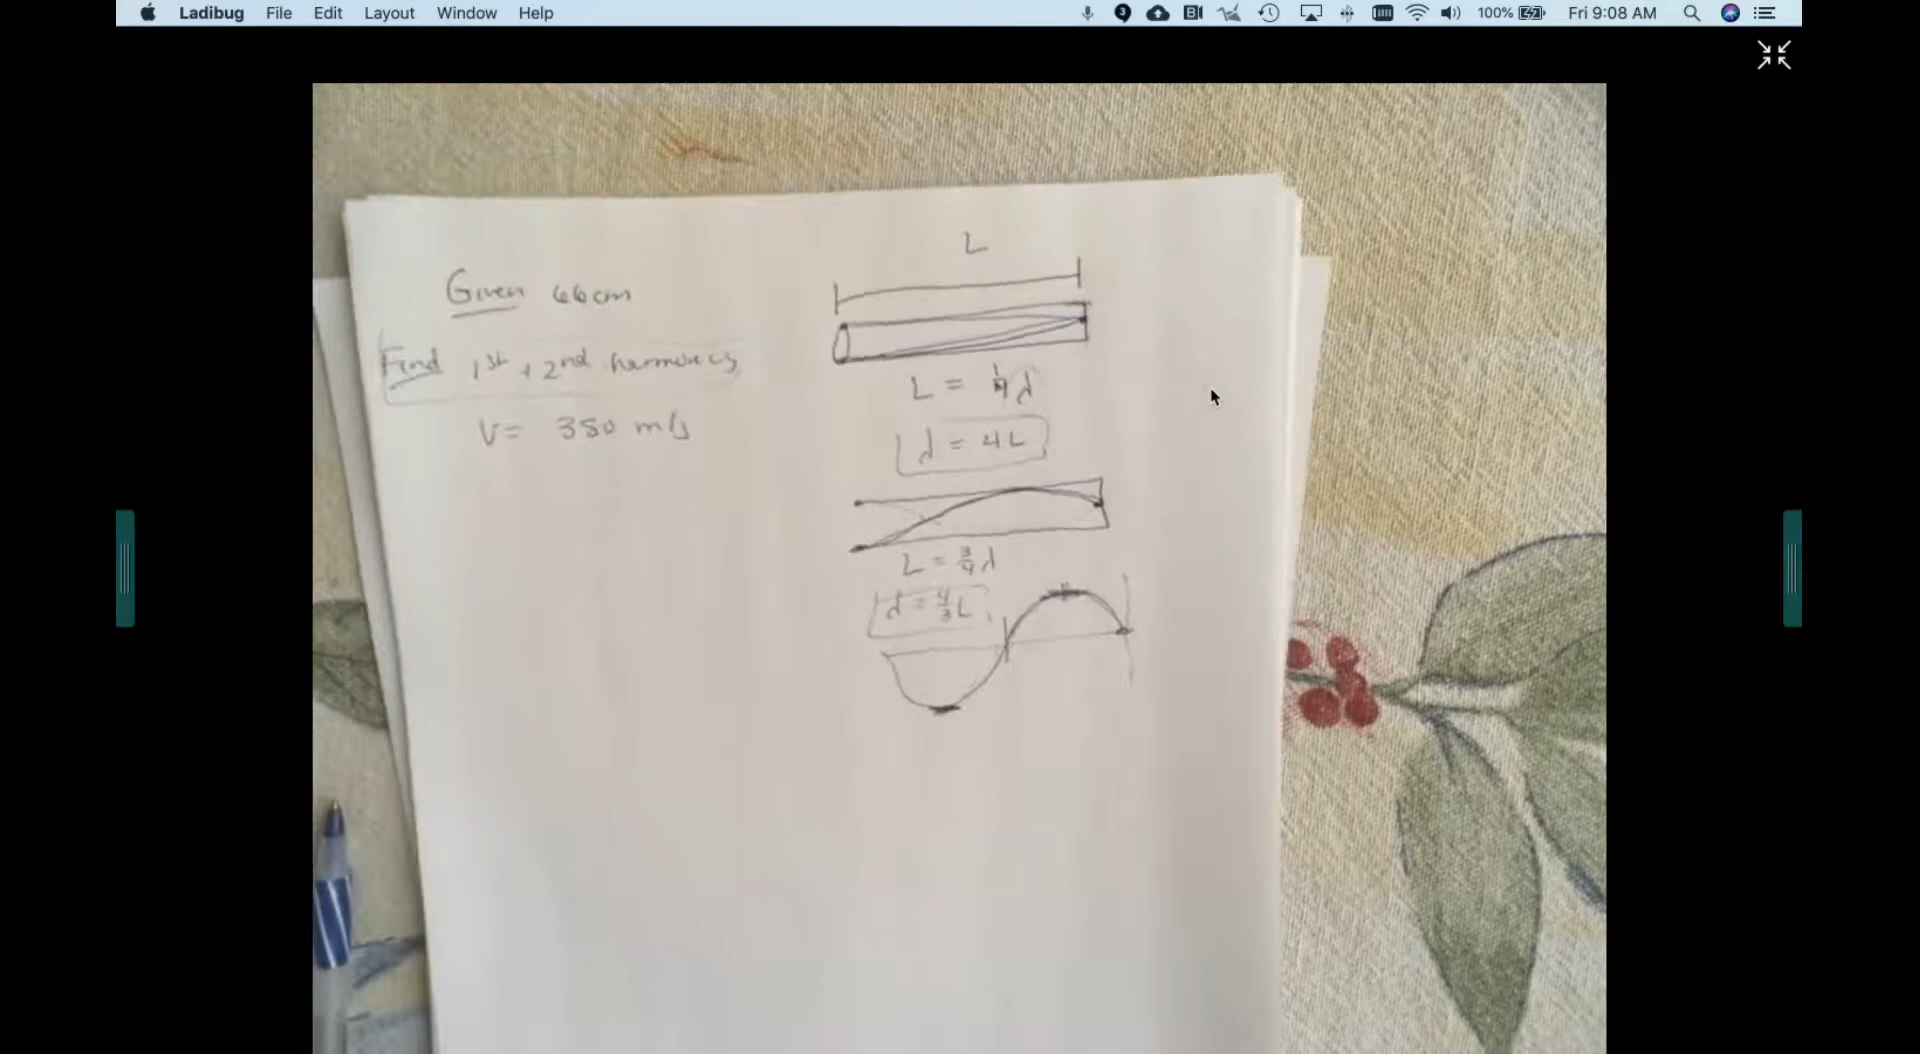 Ladibug File Edit Layout Window Help 3 100% Fri 9:08 AM
Given 66cm
Find 1st + 2nd harmonics
V= 350 m/s
L
L = 1/4 λ
λ = 4L
L = 3/4 λ
λ = 4/3 L